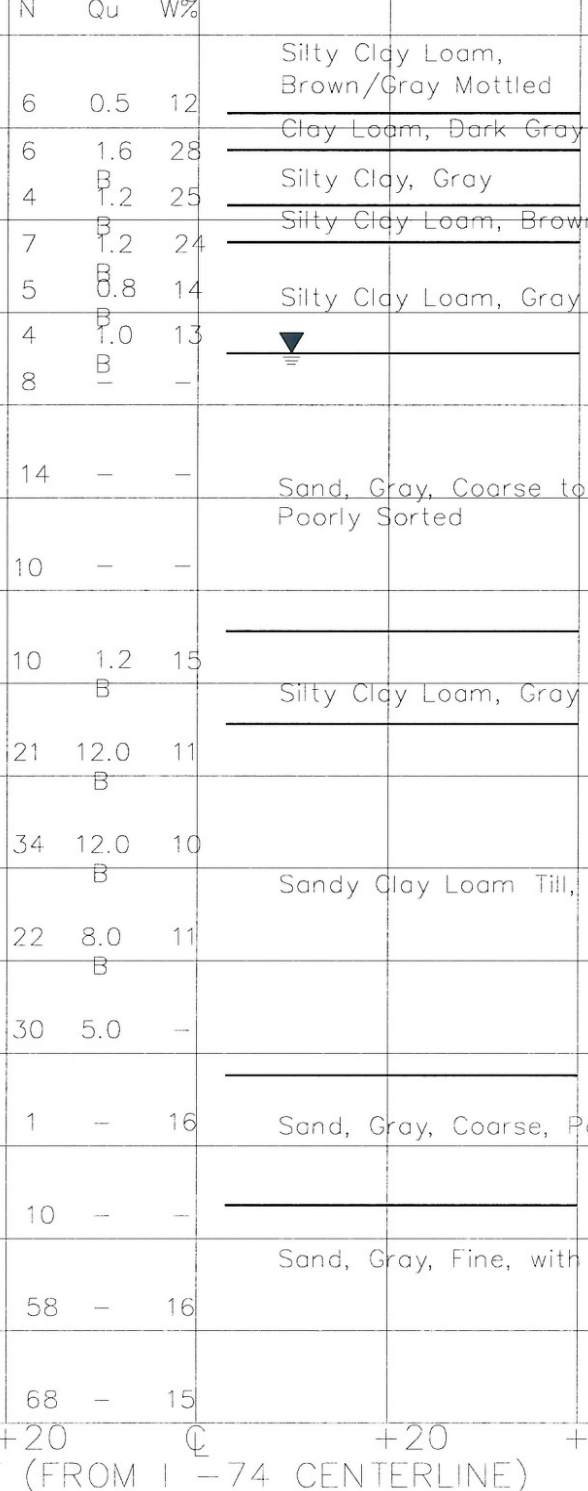 N Qu W%
Silty Clay Loam,
Brown/Gray Mottled
6 0.5 12
Clay Loam, Dark Gray
6 1.6 28
B
Silty Clay, Gray
4 1.2 25
B
Silty Clay Loam, Brown
7 1.2 24
B
5 0.8 14
Silty Clay Loam, Gray
B
4 1.0 13
B
8 – –
14 – –
Sand, Gray, Coarse to
Poorly Sorted
10 – –
10 1.2 15
B
Silty Clay Loam, Gray
21 12.0 11
B
34 12.0 10
B
Sandy Clay Loam Till,
22 8.0 11
B
30 5.0 –
1 – 16
Sand, Gray, Coarse,
10 – –
Sand, Gray, Fine, with
58 – 16
68 – 15
+20 ℄ +20 +
(FROM I –74 CENTERLINE)